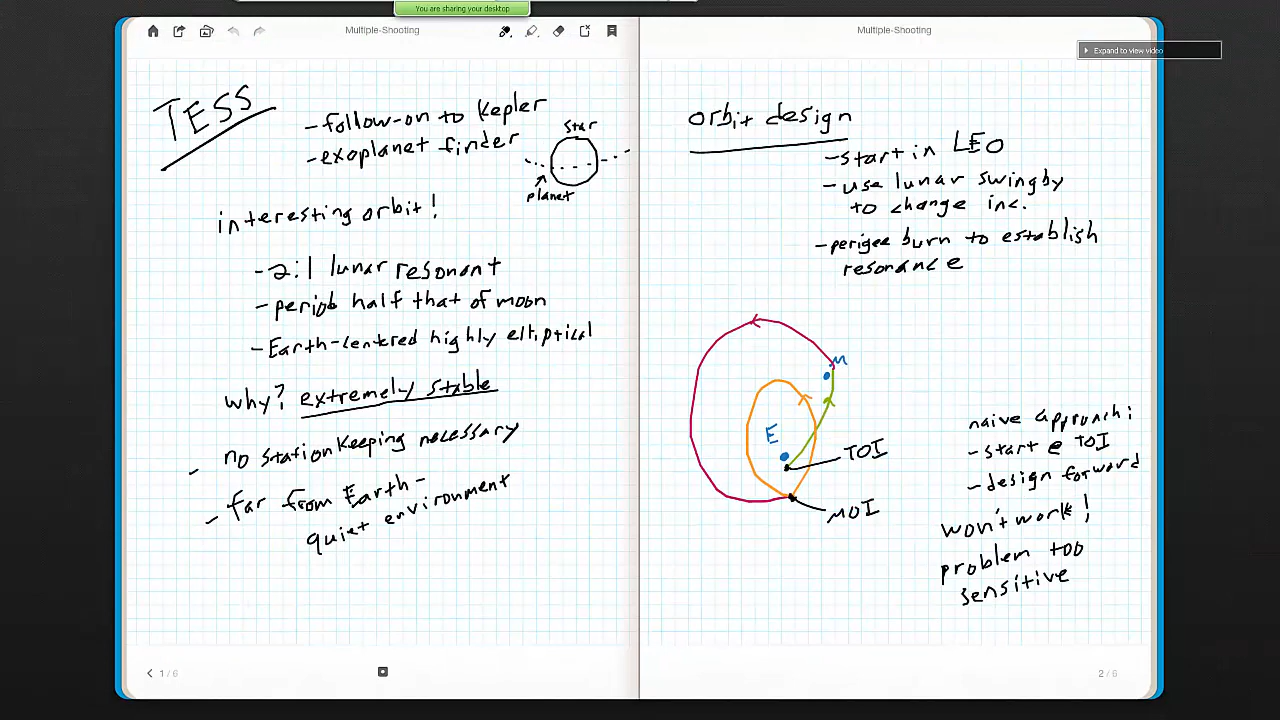 You are sharing your desktop
Multiple-Shooting
TESS
- follow-on to Kepler
- exoplanet finder
star
planet
interesting orbit!
- 2:1 lunar resonant
- period half that of moon
- Earth-centred highly elliptical
why? extremely stable
- no stationkeeping necessary
- far from Earth -
quiet environment
1 / 6
Multiple-Shooting
Expand to view video
orbit design
- start in LEO
- use lunar swingby
to change inc.
- perigee burn to establish
resonance
M
E
TOI
MOI
naive approach:
- start @ TOI
- design forward
won't work!
problem too
sensitive
2 / 6